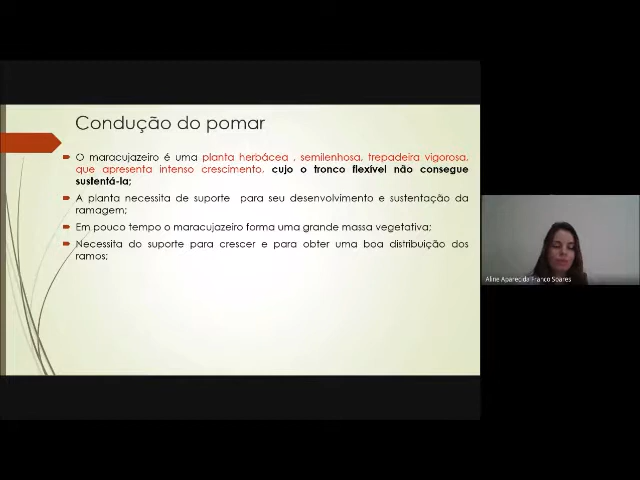 Condução do pomar
O maracujazeiro é uma planta herbácea , semilenhosa, trepadeira vigorosa,
que apresenta intenso crescimento, cujo o tronco flexível não consegue
sustentá-la;
A planta necessita de suporte para seu desenvolvimento e sustentação da
ramagem;
Em pouco tempo o maracujazeiro forma uma grande massa vegetativa;
Necessita do suporte para crescer e para obter uma boa distribuição dos
ramos;
Aline Aparecida Franco Soares